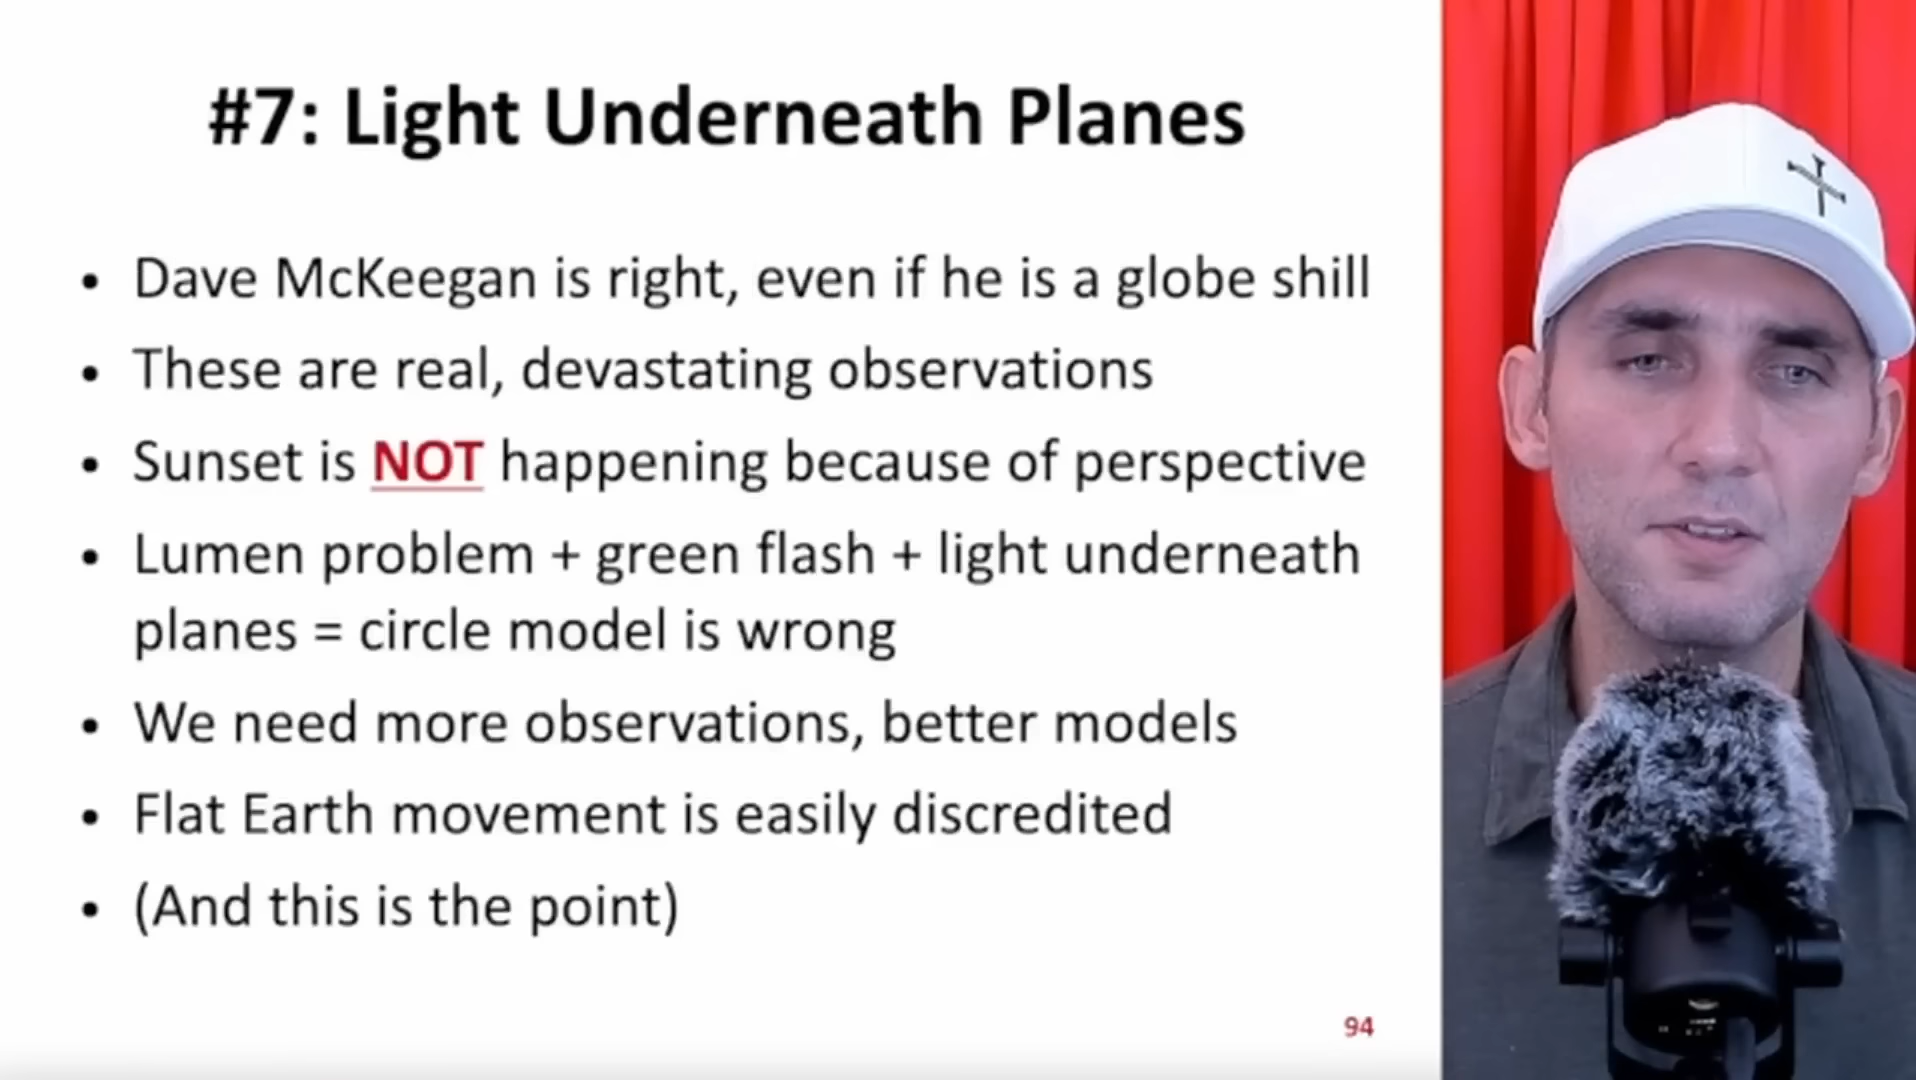 #7: Light Underneath Planes
• Dave McKeegan is right, even if he is a globe shill
• These are real, devastating observations
• Sunset is NOT happening because of perspective
• Lumen problem + green flash + light underneath
planes = circle model is wrong
• We need more observations, better models
• Flat Earth movement is easily discredited
• (And this is the point)
94